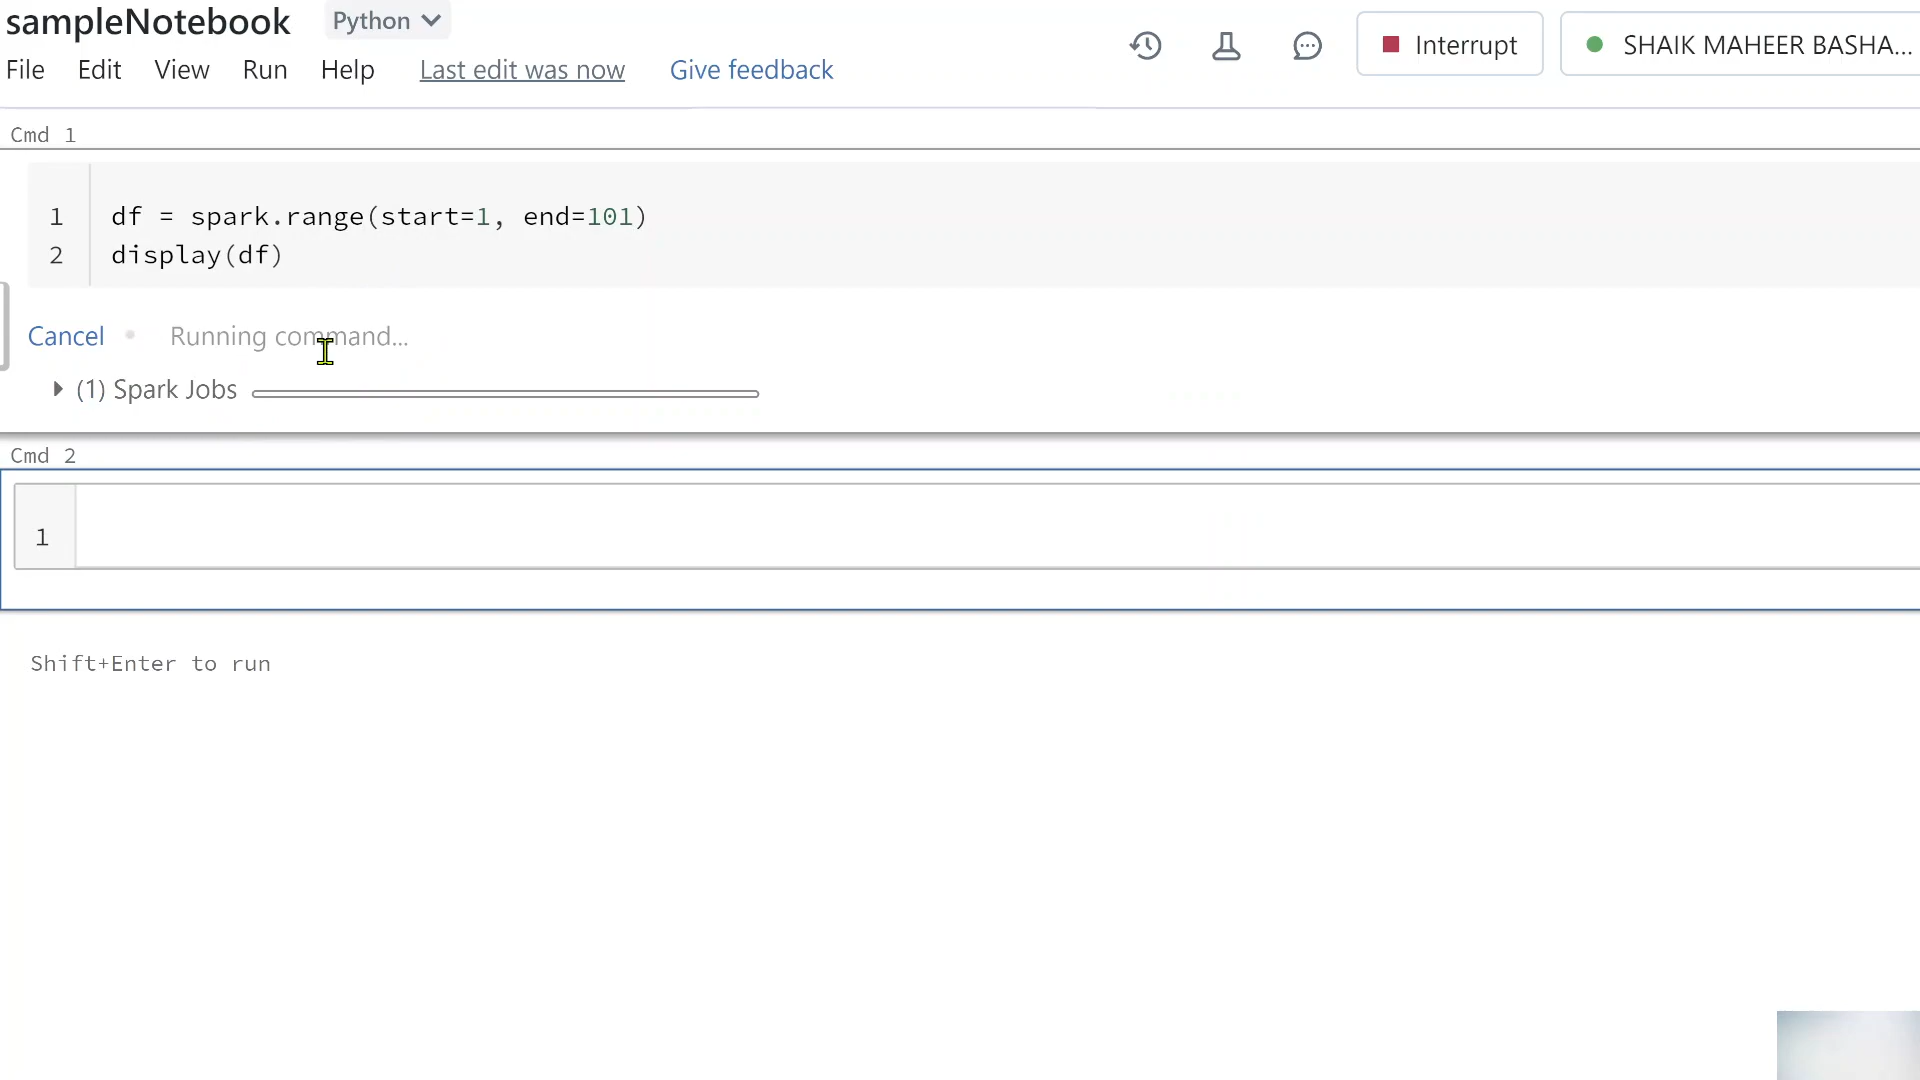 sampleNotebook Python
File Edit View Run Help Last edit was now Give feedback
Interrupt SHAIK MAHEER BASHA...
Cmd 1
1 df = spark.range(start=1, end=101)
2 display(df)
Cancel Running command...
(1) Spark Jobs
Cmd 2
1
Shift+Enter to run